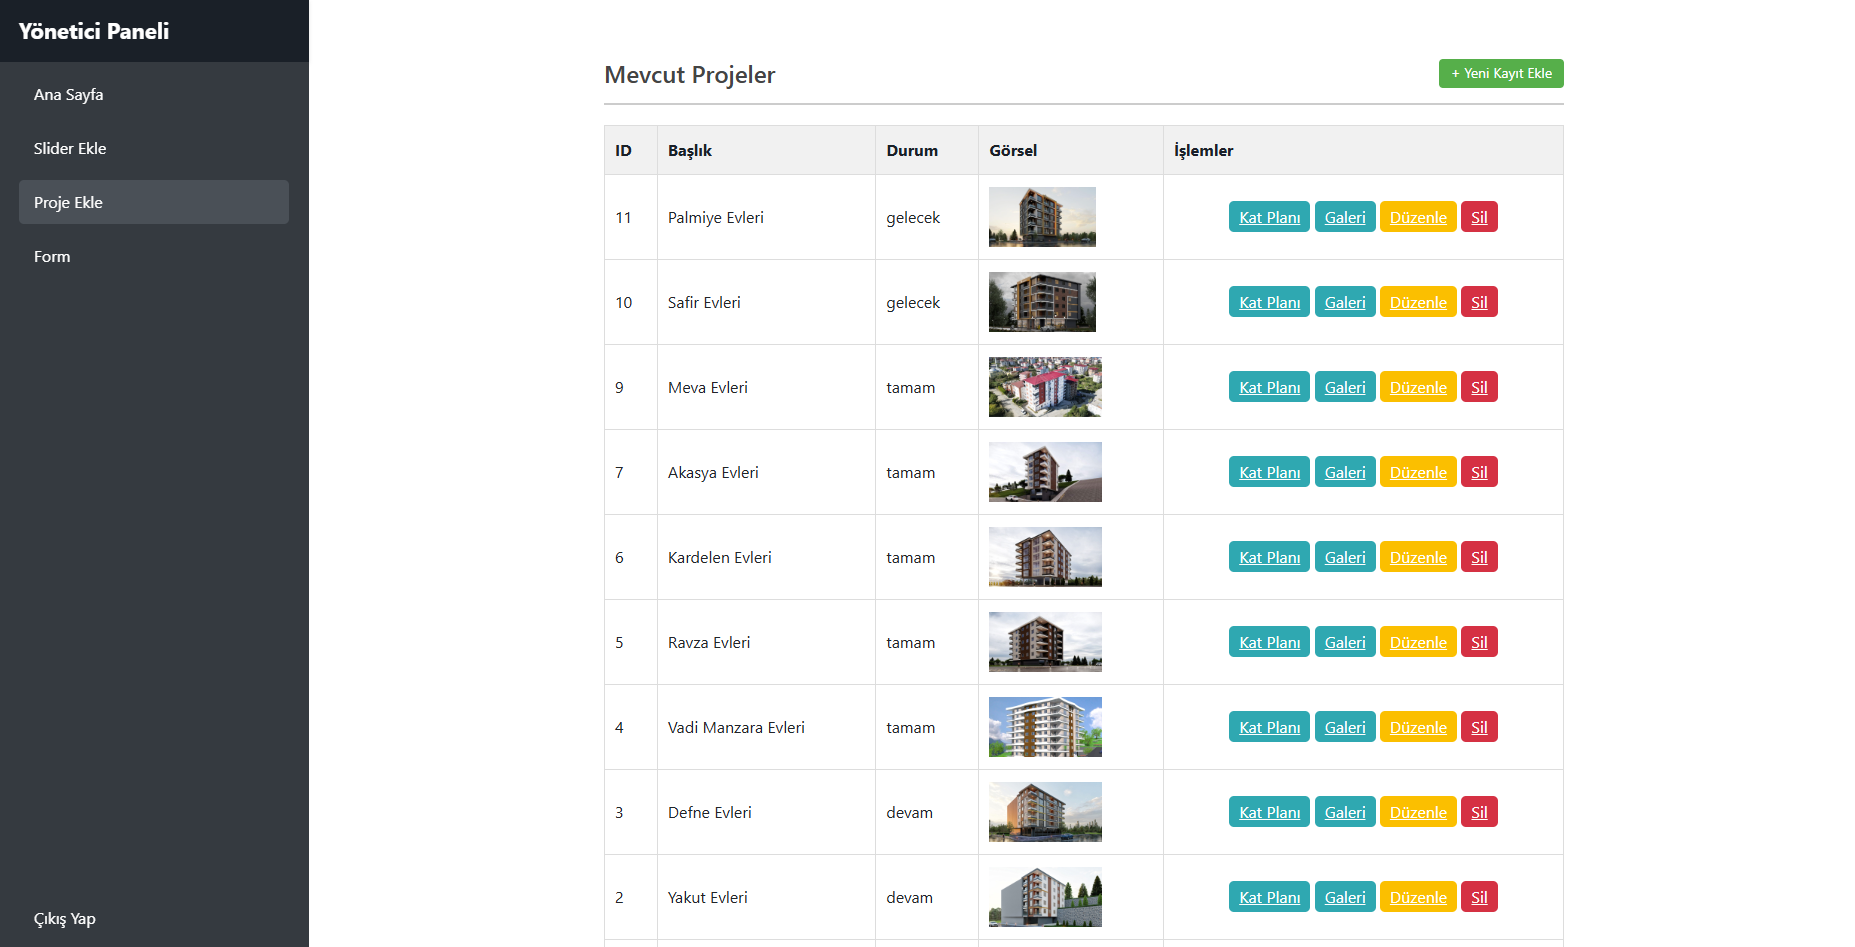 Yönetici Paneli
Ana Sayfa
Slider Ekle
Proje Ekle
Form
Çıkış Yap
Mevcut Projeler
+ Yeni Kayıt Ekle
ID Başlık Durum Görsel İşlemler
11 Palmiye Evleri gelecek Kat Planı Galeri Düzenle Sil
10 Safir Evleri gelecek Kat Planı Galeri Düzenle Sil
9 Meva Evleri tamam Kat Planı Galeri Düzenle Sil
7 Akasya Evleri tamam Kat Planı Galeri Düzenle Sil
6 Kardelen Evleri tamam Kat Planı Galeri Düzenle Sil
5 Ravza Evleri tamam Kat Planı Galeri Düzenle Sil
4 Vadi Manzara Evleri tamam Kat Planı Galeri Düzenle Sil
3 Defne Evleri devam Kat Planı Galeri Düzenle Sil
2 Yakut Evleri devam Kat Planı Galeri Düzenle Sil